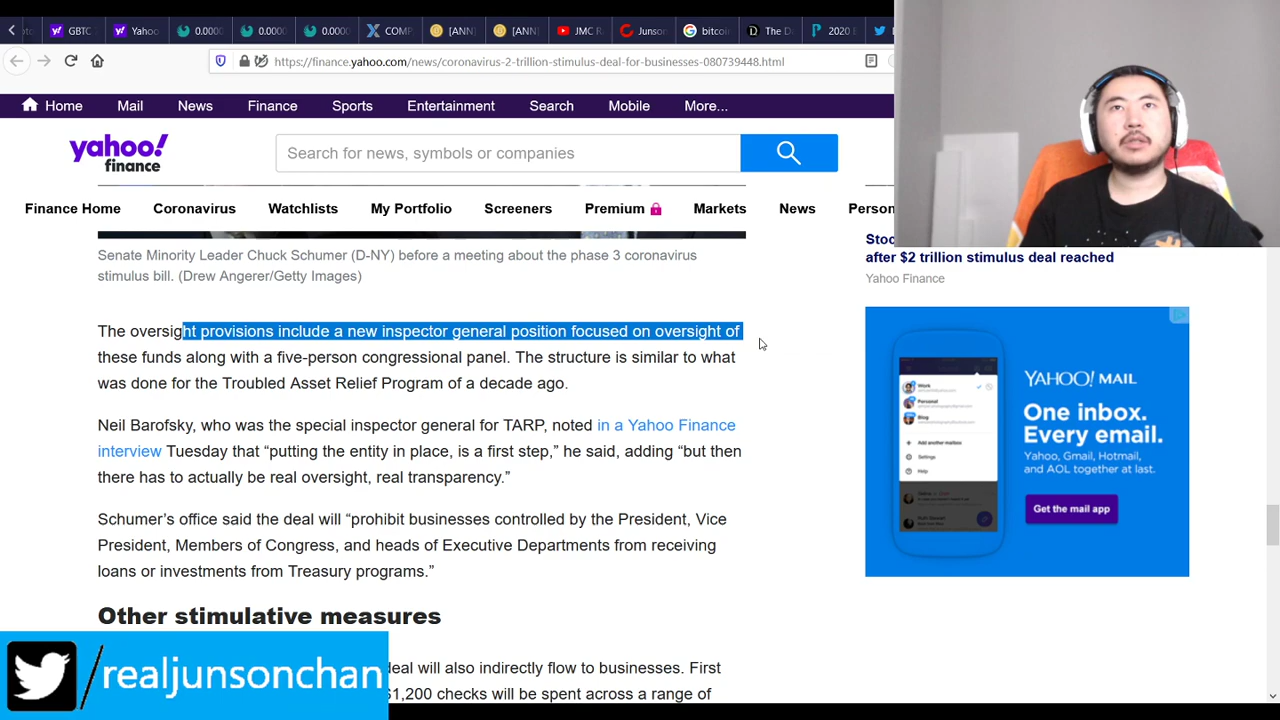 GBTC
Yahoo
0.0000
0.0000
0.0000
COMP
[ANN]
[ANN
JMC R
Junson
bitcoi
The D
2020 E
https://finance.yahoo.com/news/coronavirus-2-trillion-stimulus-deal-for-businesses-080739448.html
Home Mail News Finance Sports Entertainment Search Mobile More...
yahoo!
finance
Search for news, symbols or companies
Finance Home Coronavirus Watchlists My Portfolio Screeners Premium Markets News Person
Senate Minority Leader Chuck Schumer (D-NY) before a meeting about the phase 3 coronavirus
stimulus bill. (Drew Angerer/Getty Images)
The oversight provisions include a new inspector general position focused on oversight of
these funds along with a five-person congressional panel. The structure is similar to what
was done for the Troubled Asset Relief Program of a decade ago.
Neil Barofsky, who was the special inspector general for TARP, noted in a Yahoo Finance
interview Tuesday that “putting the entity in place, is a first step,” he said, adding “but then
there has to actually be real oversight, real transparency.”
Schumer’s office said the deal will “prohibit businesses controlled by the President, Vice
President, Members of Congress, and heads of Executive Departments from receiving
loans or investments from Treasury programs.”
Other stimulative measures
deal will also indirectly flow to businesses. First
$1,200 checks will be spent across a range of
Stoc
after $2 trillion stimulus deal reached
Yahoo Finance
Work
Personal
Blog
Add another mailbox
Settings
Help
YAHOO! MAIL
One inbox.
Every email.
Yahoo, Gmail, Hotmail,
and AOL together at last.
Get the mail app
/realjunsonchan